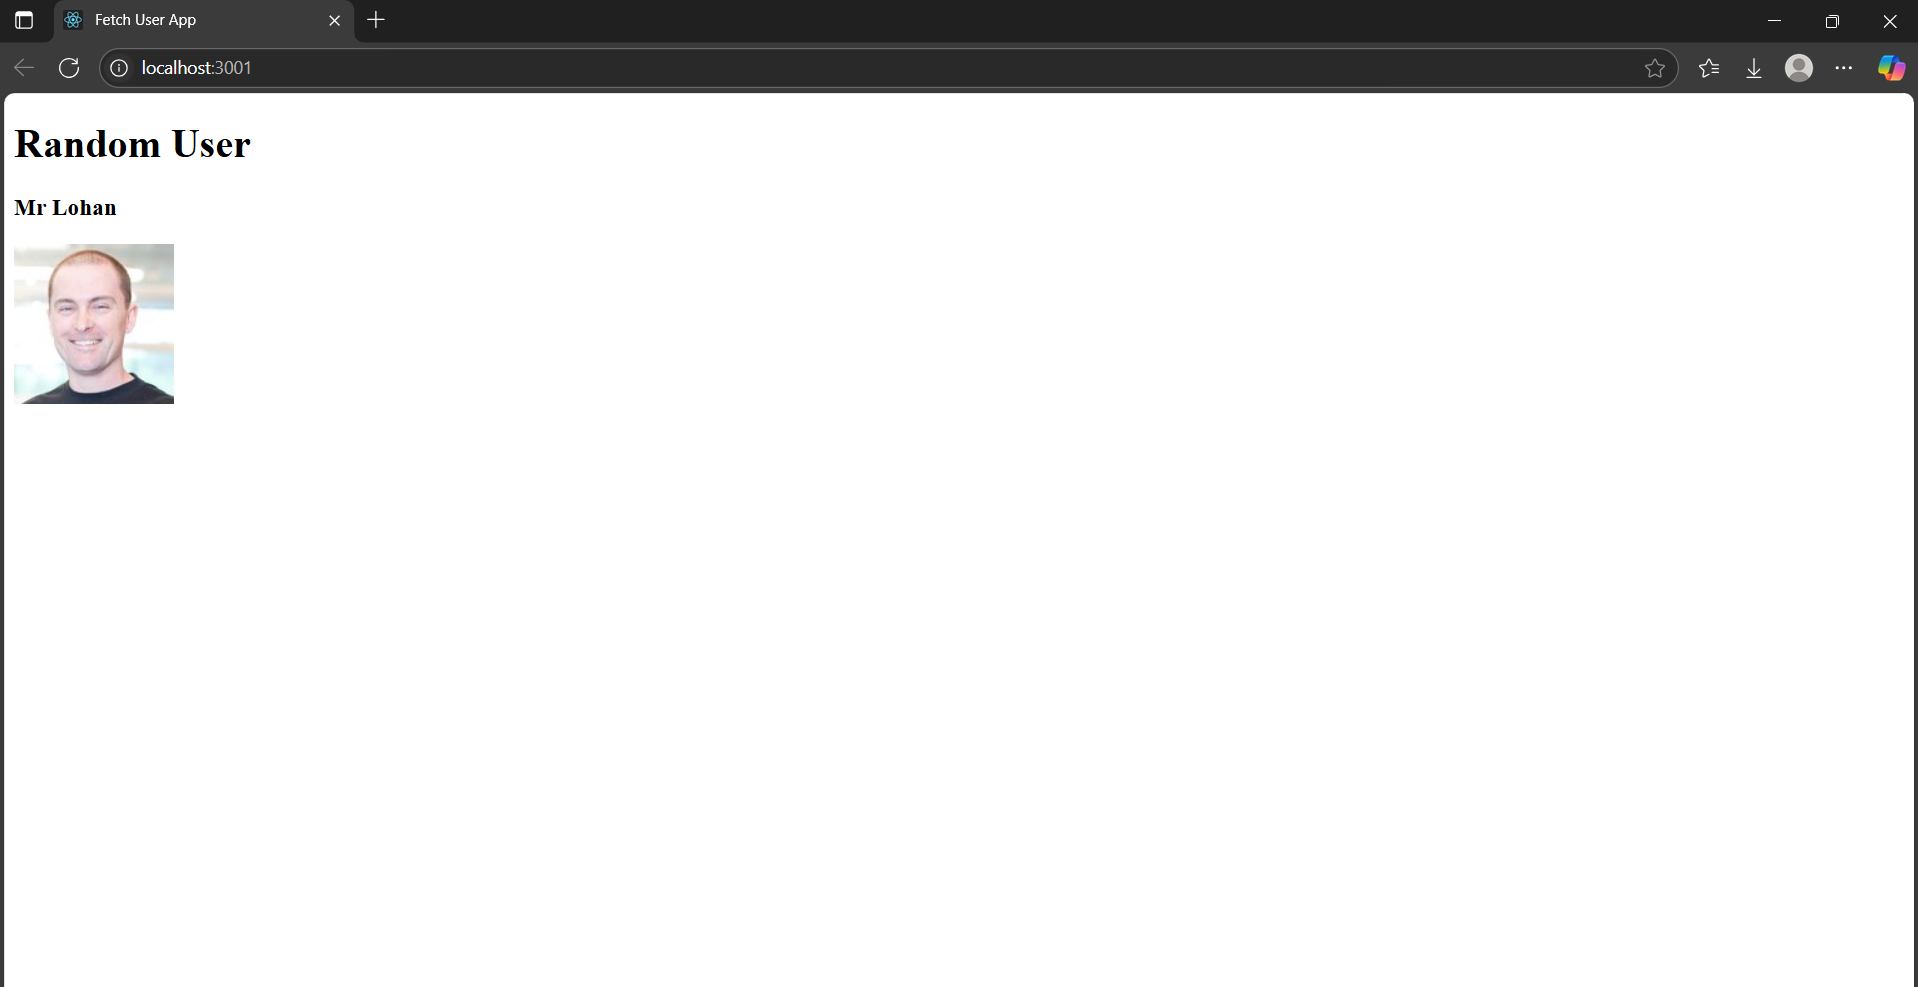 Fetch User App
localhost:3001
Random User
Mr Lohan